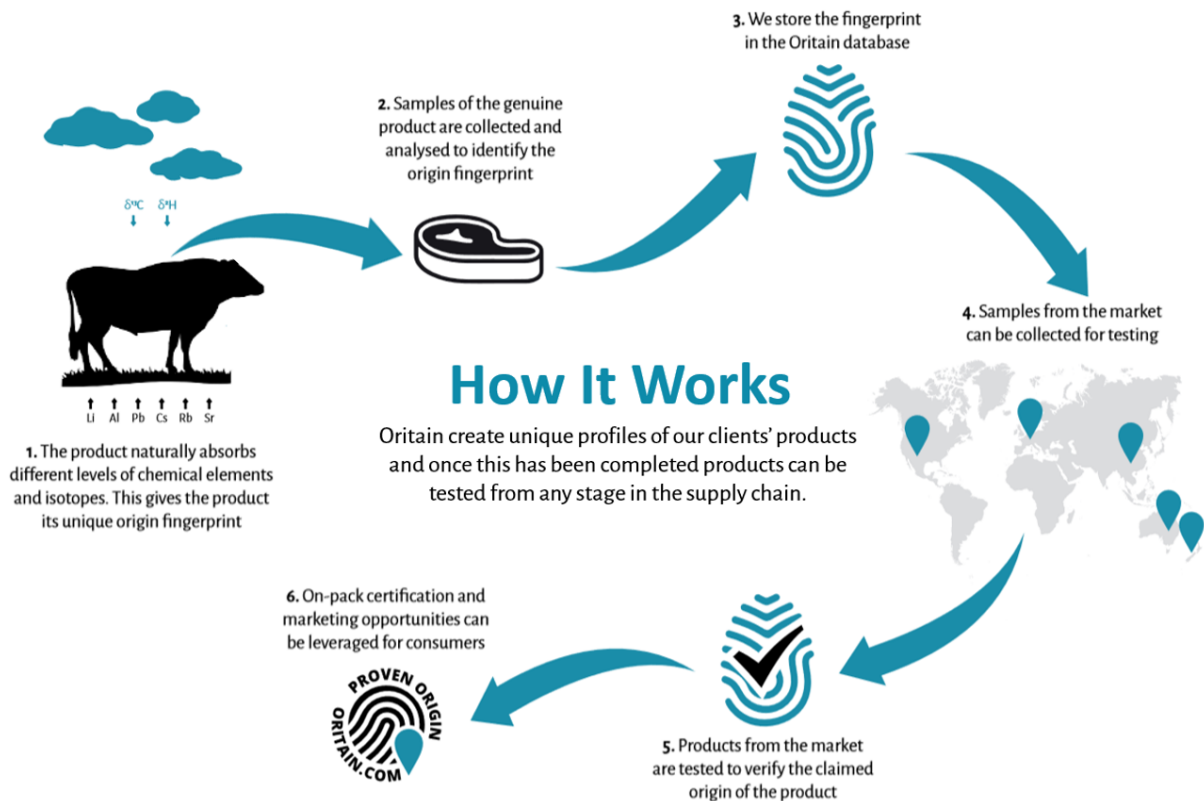 3. We store the fingerprint
in the Oritain database
2. Samples of the genuine
product are collected and
analysed to identify the
origin fingerprint
δ¹³C δ²H
4. Samples from the market
can be collected for testing
Li Al Pb Cs Rb Sr
1. The product naturally absorbs
different levels of chemical elements
and isotopes. This gives the product
its unique origin fingerprint
How It Works
Oritain create unique profiles of our clients’ products
and once this has been completed products can be
tested from any stage in the supply chain.
6. On-pack certification and
marketing opportunities can
be leveraged for consumers
PROVEN ORIGIN
ORITAIN.COM
5. Products from the market
are tested to verify the claimed
origin of the product